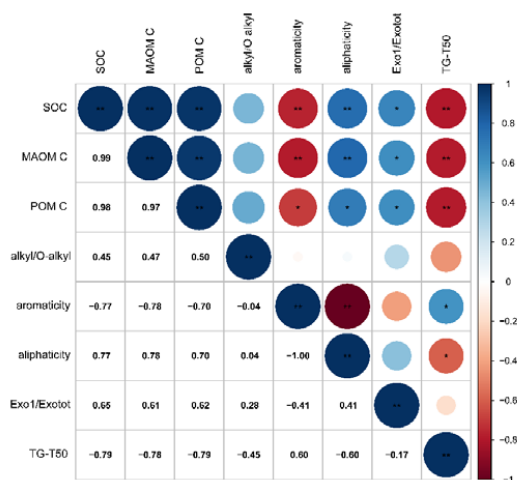 SOC
MAOM C
POM C
alkyl/O alkyl
aromaticity
aliphaticity
Exo1/Exotot
TG-T50
SOC ** ** ** ** ** * **
MAOM C 0.99 ** ** ** ** * **
POM C 0.98 0.97 ** * * * **
alkyl/O-alkyl 0.45 0.47 0.50 **
aromaticity −0.77 −0.78 −0.70 −0.04 ** ** *
aliphaticity 0.77 0.78 0.70 0.04 −1.00 ** *
Exo1/Exotot 0.65 0.61 0.62 0.28 −0.41 0.41 **
TG-T50 −0.79 −0.78 −0.79 −0.45 0.60 −0.60 −0.17 **
1
0.8
0.6
0.4
0.2
0
−0.2
−0.4
−0.6
−0.8
−1